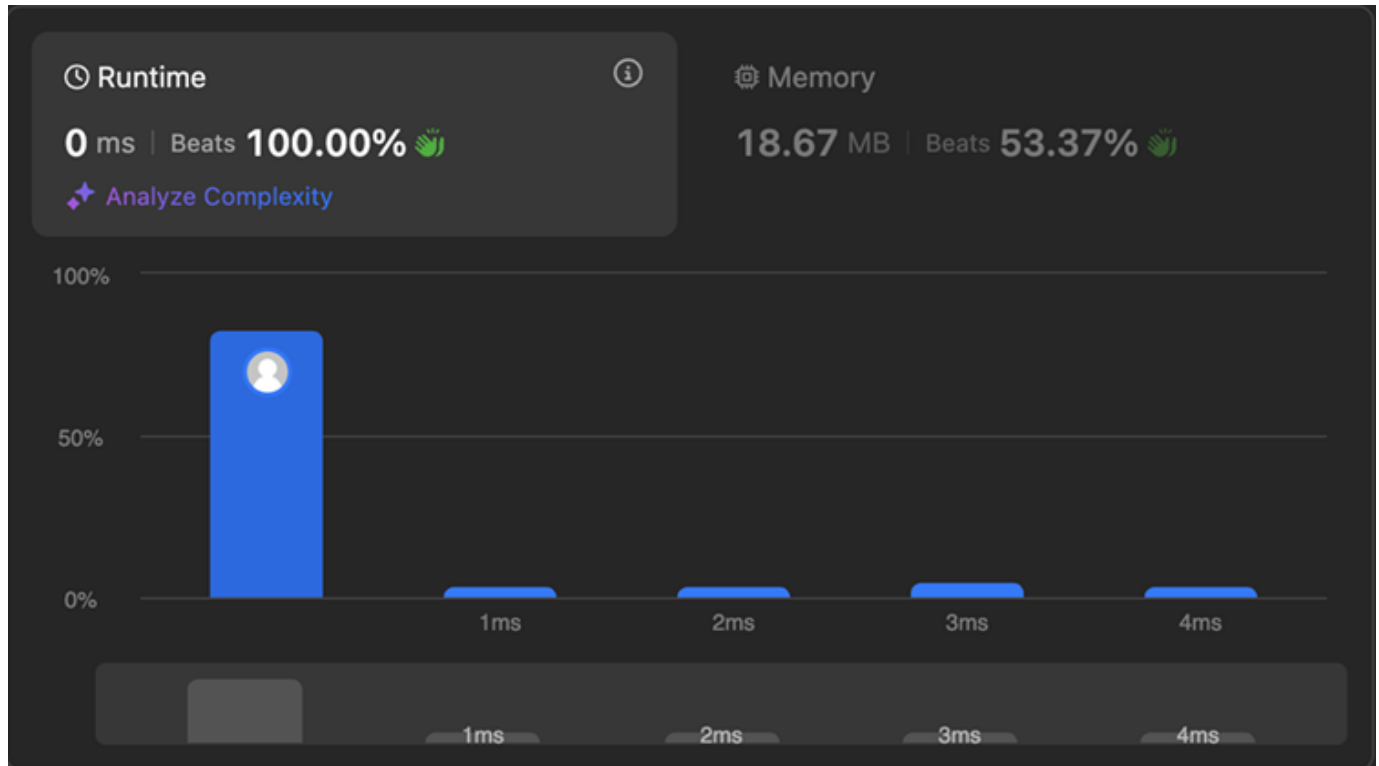 Runtime
0 ms | Beats 100.00%
Analyze Complexity
Memory
18.67 MB | Beats 53.37%
100%
50%
0%
1ms 2ms 3ms 4ms
1ms 2ms 3ms 4ms